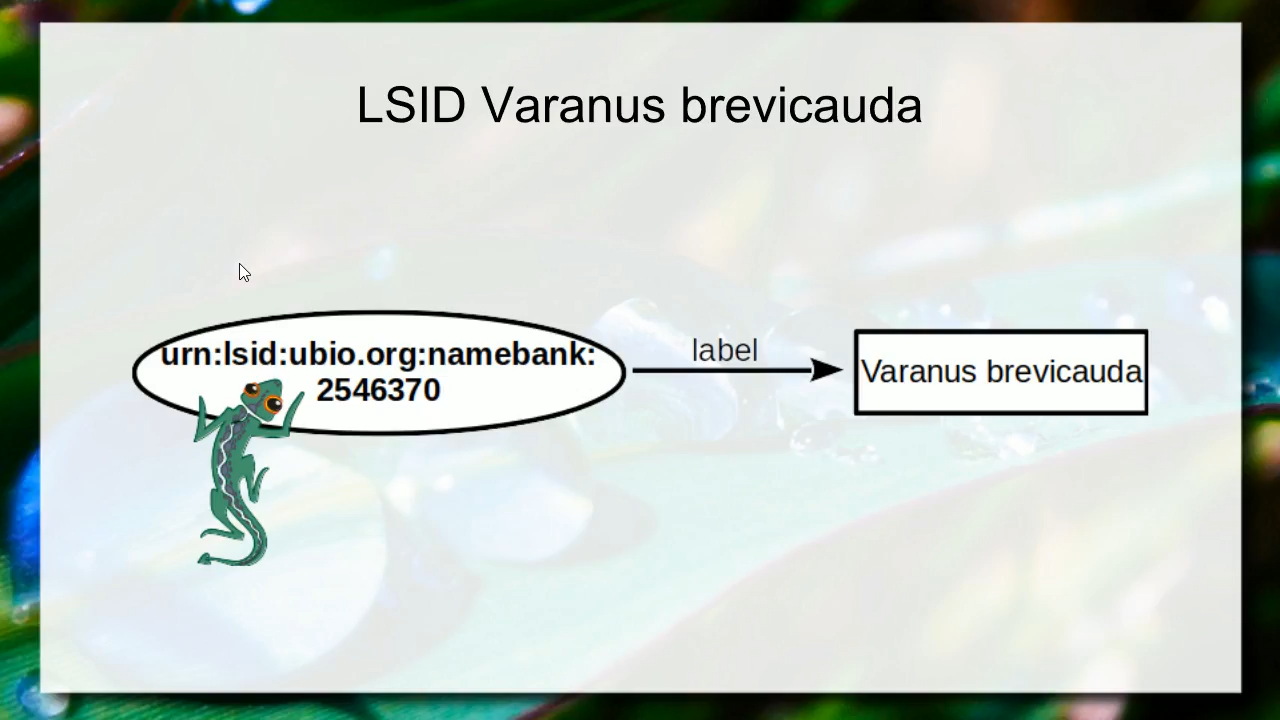 LSID Varanus brevicauda
urn:lsid:ubio.org:namebank:
2546370
label
Varanus brevicauda